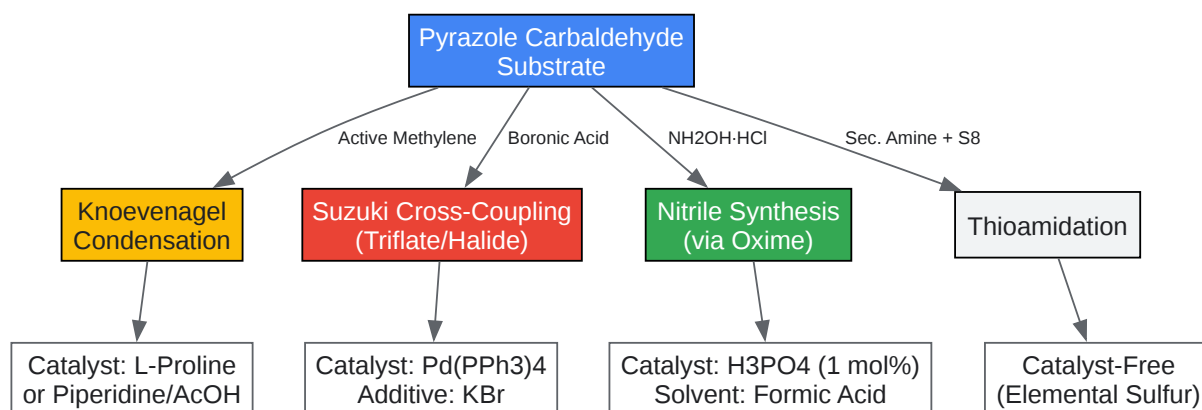 Pyrazole Carbaldehyde
Substrate
Active Methylene
Boronic Acid
NH2OH·HCl
Sec. Amine + S8
Knoevenagel
Condensation
Suzuki Cross-Coupling
(Triflate/Halide)
Nitrile Synthesis
(via Oxime)
Thioamidation
Catalyst: L-Proline
or Piperidine/AcOH
Catalyst: Pd(PPh3)4
Additive: KBr
Catalyst: H3PO4 (1 mol%)
Solvent: Formic Acid
Catalyst-Free
(Elemental Sulfur)